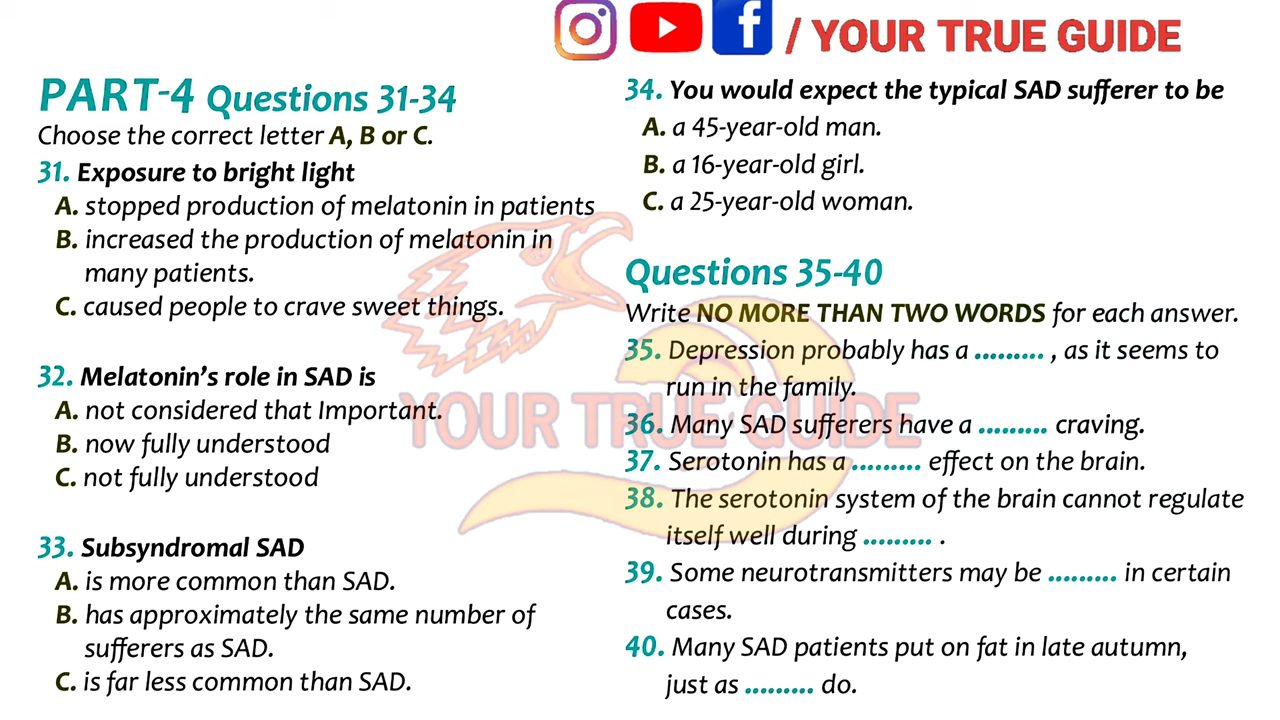 / YOUR TRUE GUIDE
PART-4 Questions 31-34
Choose the correct letter A, B or C.
31. Exposure to bright light
A. stopped production of melatonin in patients
B. increased the production of melatonin in
many patients.
C. caused people to crave sweet things.
32. Melatonin's role in SAD is
A. not considered that Important.
B. now fully understood
C. not fully understood
33. Subsyndromal SAD
A. is more common than SAD.
B. has approximately the same number of
sufferers as SAD.
C. is far less common than SAD.
34. You would expect the typical SAD sufferer to be
A. a 45-year-old man.
B. a 16-year-old girl.
C. a 25-year-old woman.
Questions 35-40
Write NO MORE THAN TWO WORDS for each answer.
35. Depression probably has a ......... , as it seems to
run in the family.
36. Many SAD sufferers have a ......... craving.
37. Serotonin has a ......... effect on the brain.
38. The serotonin system of the brain cannot regulate
itself well during ......... .
39. Some neurotransmitters may be ......... in certain
cases.
40. Many SAD patients put on fat in late autumn,
just as ......... do.
YOUR TRUE GUIDE